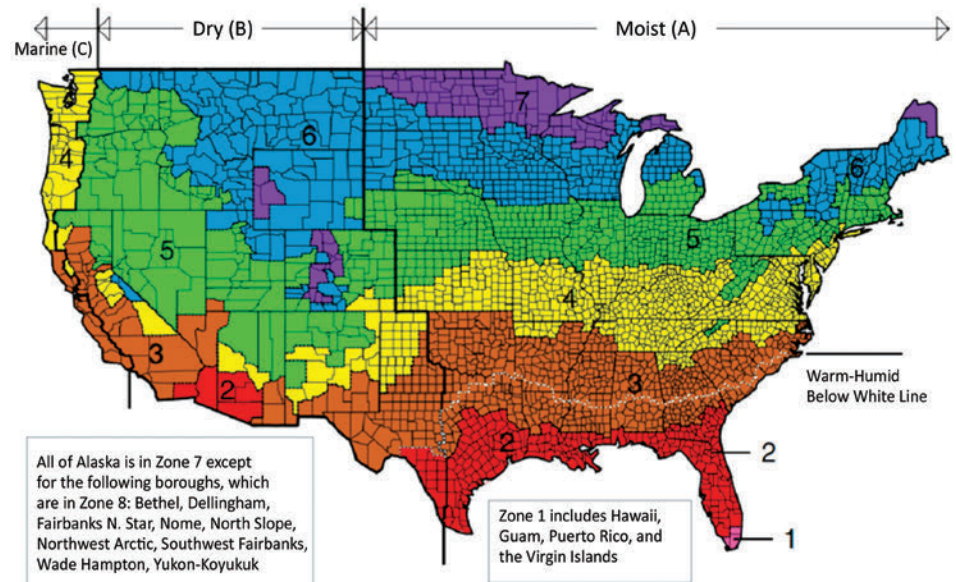 Marine (C)
Dry (B)
Moist (A)
7
6
4
6
4
5
5
4
3
3
2
2
Warm-Humid
Below White Line
2
1
All of Alaska is in Zone 7 except
for the following boroughs, which
are in Zone 8: Bethel, Dellingham,
Fairbanks N. Star, Nome, North Slope,
Northwest Arctic, Southwest Fairbanks,
Wade Hampton, Yukon-Koyukuk
Zone 1 includes Hawaii,
Guam, Puerto Rico, and
the Virgin Islands